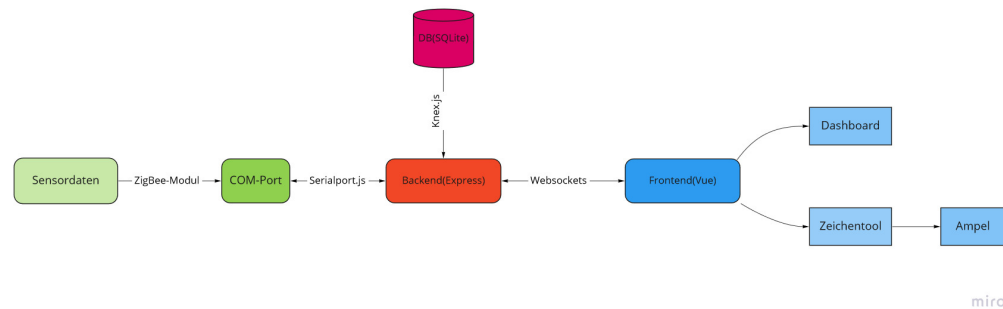 DB(SQLite)
Knex.js
Dashboard
Sensordaten
ZigBee-Modul
COM-Port
Serialport.js
Backend(Express)
Websockets
Frontend(Vue)
Zeichentool
Ampel
miro